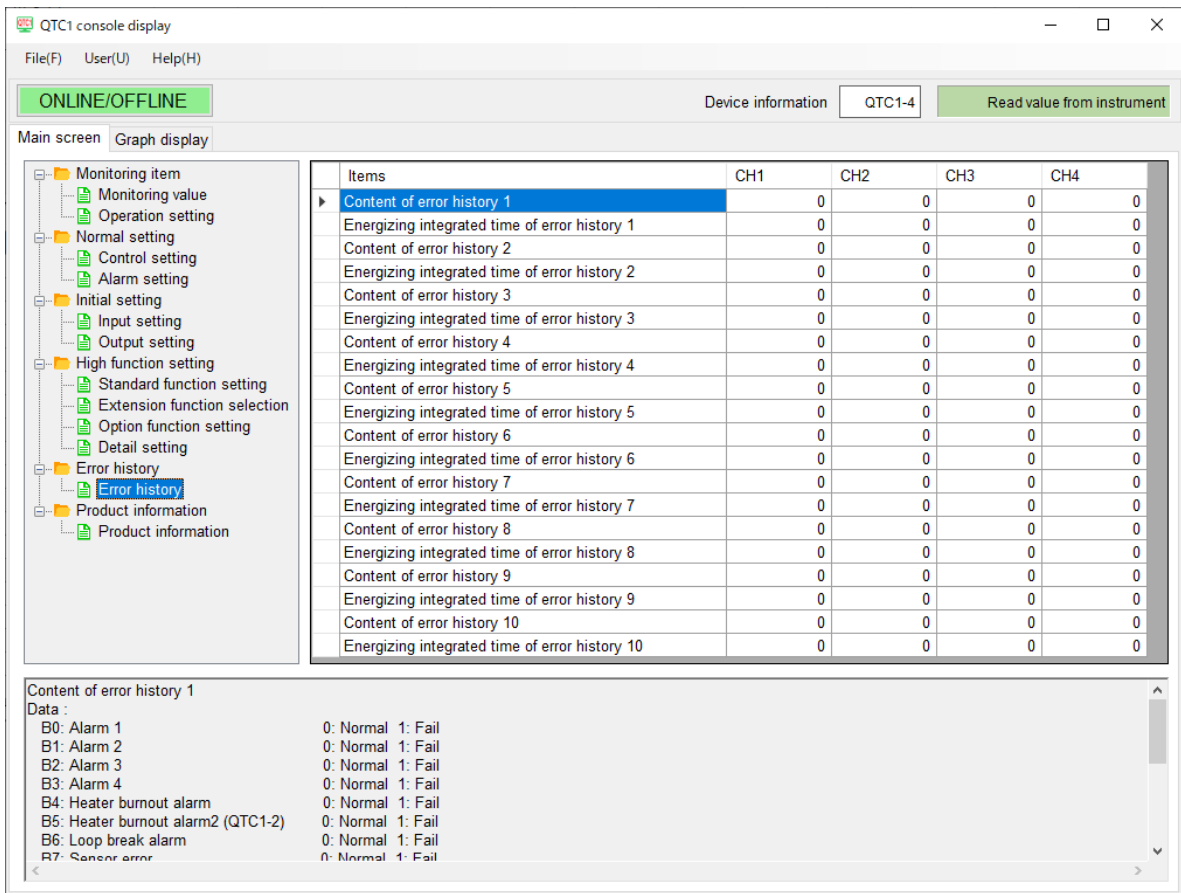 QTC1 console display
File(F) User(U) Help(H)
ONLINE/OFFLINE Device information QTC1-4 Read value from instrument
Main screen Graph display
Monitoring item
Monitoring value
Operation setting
Normal setting
Control setting
Alarm setting
Initial setting
Input setting
Output setting
High function setting
Standard function setting
Extension function selection
Option function setting
Detail setting
Error history
Error history
Product information
Product information
Items CH1 CH2 CH3 CH4
Content of error history 1 0 0 0 0
Energizing integrated time of error history 1 0 0 0 0
Content of error history 2 0 0 0 0
Energizing integrated time of error history 2 0 0 0 0
Content of error history 3 0 0 0 0
Energizing integrated time of error history 3 0 0 0 0
Content of error history 4 0 0 0 0
Energizing integrated time of error history 4 0 0 0 0
Content of error history 5 0 0 0 0
Energizing integrated time of error history 5 0 0 0 0
Content of error history 6 0 0 0 0
Energizing integrated time of error history 6 0 0 0 0
Content of error history 7 0 0 0 0
Energizing integrated time of error history 7 0 0 0 0
Content of error history 8 0 0 0 0
Energizing integrated time of error history 8 0 0 0 0
Content of error history 9 0 0 0 0
Energizing integrated time of error history 9 0 0 0 0
Content of error history 10 0 0 0 0
Energizing integrated time of error history 10 0 0 0 0
Content of error history 1
Data :
B0: Alarm 1 0: Normal 1: Fail
B1: Alarm 2 0: Normal 1: Fail
B2: Alarm 3 0: Normal 1: Fail
B3: Alarm 4 0: Normal 1: Fail
B4: Heater burnout alarm 0: Normal 1: Fail
B5: Heater burnout alarm2 (QTC1-2) 0: Normal 1: Fail
B6: Loop break alarm 0: Normal 1: Fail
B7: Sensor error 0: Normal 1: Fail